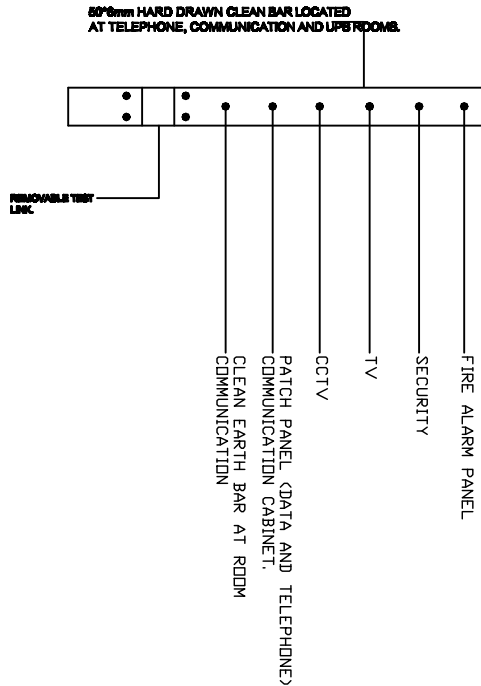 50*6mm HARD DRAWN CLEAN BAR LOCATED
AT TELEPHONE, COMMUNICATION AND UPS ROOMS.
REMOVABLE TEST
LINK.
CLEAN EARTH BAR AT ROOM
COMMUNICATION
PATCH PANEL (DATA AND TELEPHONE)
COMMUNICATION CABINET.
CCTV
TV
SECURITY
FIRE ALARM PANEL